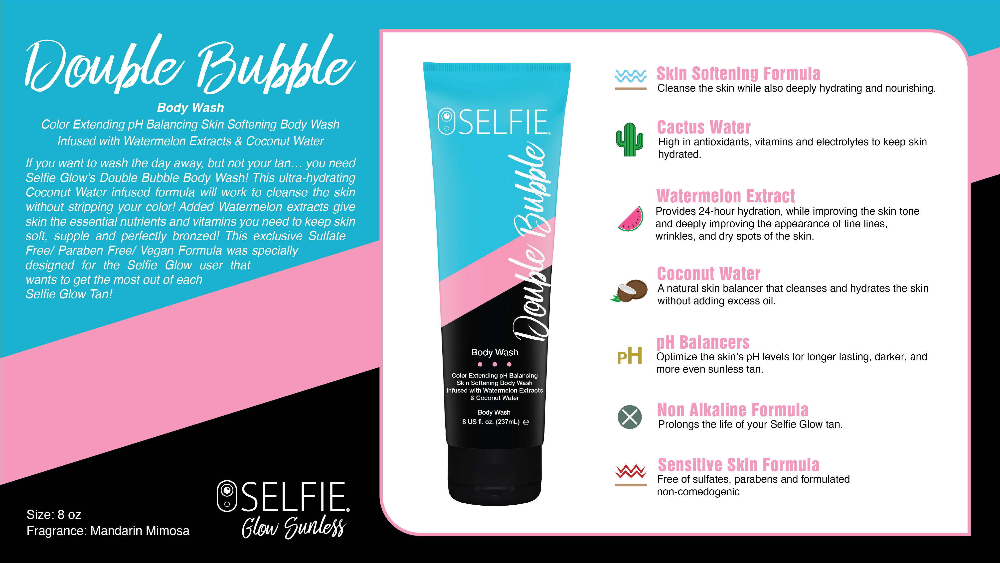 Double Bubble
Body Wash
Color Extending pH Balancing Skin Softening Body Wash
Infused with Watermelon Extracts & Coconut Water
If you want to wash the day away, but not your tan... you need
Selfie Glow's Double Bubble Body Wash! This ultra-hydrating
Coconut Water infused formula will work to cleanse the skin
without stripping your color! Added Watermelon extracts give
skin the essential nutrients and vitamins you need to keep skin
soft, supple and perfectly bronzed! This exclusive Sulfate
Free/ Paraben Free/ Vegan Formula was specially
designed for the Selfie Glow user that
wants to get the most out of each
Selfie Glow Tan!
Size: 8 oz
Fragrance: Mandarin Mimosa
SELFIE®
Glow Sunless
SELFIE®
Double Bubble
Body Wash
Color Extending pH Balancing
Skin Softening Body Wash
Infused with Watermelon Extracts
& Coconut Water
Body Wash
8 US fl. oz. (237mL) ℮
Skin Softening Formula
Cleanse the skin while also deeply hydrating and nourishing.
Cactus Water
High in antioxidants, vitamins and electrolytes to keep skin
hydrated.
Watermelon Extract
Provides 24-hour hydration, while improving the skin tone
and deeply improving the appearance of fine lines,
wrinkles, and dry spots of the skin.
Coconut Water
A natural skin balancer that cleanses and hydrates the skin
without adding excess oil.
PH
pH Balancers
Optimize the skin's pH levels for longer lasting, darker, and
more even sunless tan.
Non Alkaline Formula
Prolongs the life of your Selfie Glow tan.
Sensitive Skin Formula
Free of sulfates, parabens and formulated
non-comedogenic